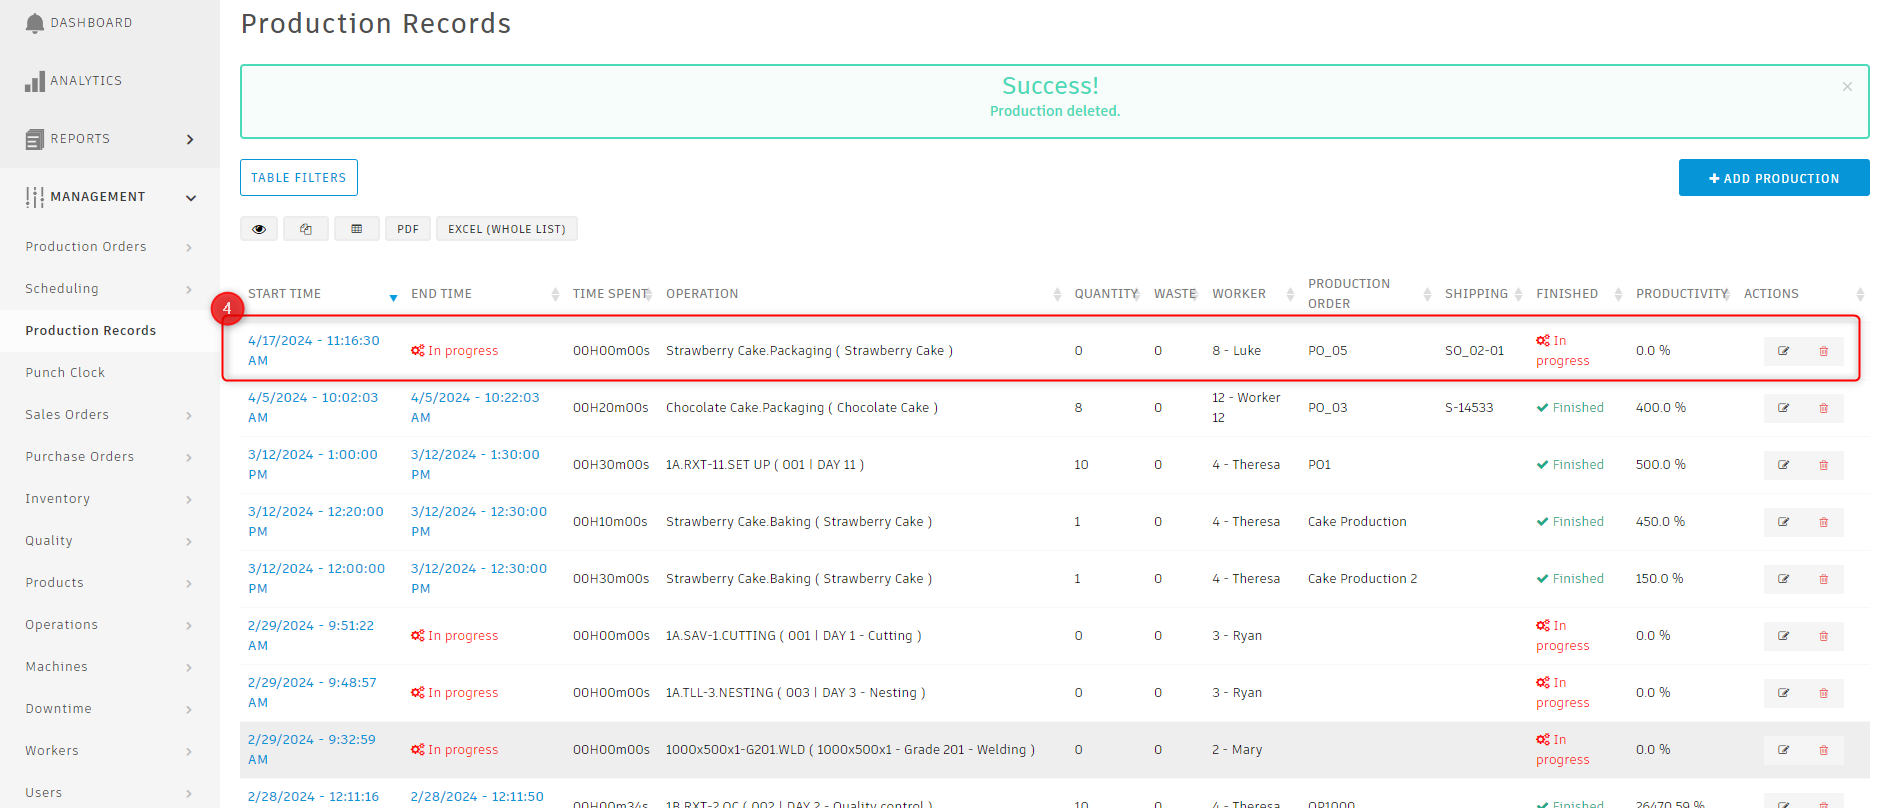 DASHBOARD
ANALYTICS
REPORTS
MANAGEMENT
Production Orders
Scheduling
Production Records
Punch Clock
Sales Orders
Purchase Orders
Inventory
Quality
Products
Operations
Machines
Downtime
Workers
Users
Production Records
Success!
Production deleted.
×
TABLE FILTERS
+ ADD PRODUCTION
PDF
EXCEL (WHOLE LIST)
START TIME END TIME TIME SPENT OPERATION QUANTITY WASTE WORKER PRODUCTION ORDER SHIPPING FINISHED PRODUCTIVITY ACTIONS
4
4/17/2024 - 11:16:30 AM In progress 00H00m00s Strawberry Cake.Packaging ( Strawberry Cake ) 0 0 8 - Luke PO_05 SO_02-01 In progress 0.0 %
4/5/2024 - 10:02:03 AM 4/5/2024 - 10:22:03 AM 00H20m00s Chocolate Cake.Packaging ( Chocolate Cake ) 8 0 12 - Worker 12 PO_03 S-14533 Finished 400.0 %
3/12/2024 - 1:00:00 PM 3/12/2024 - 1:30:00 PM 00H30m00s 1A.RXT-11.SET UP ( 001 | DAY 11 ) 10 0 4 - Theresa PO1 Finished 500.0 %
3/12/2024 - 12:20:00 PM 3/12/2024 - 12:30:00 PM 00H10m00s Strawberry Cake.Baking ( Strawberry Cake ) 1 0 4 - Theresa Cake Production Finished 450.0 %
3/12/2024 - 12:00:00 PM 3/12/2024 - 12:30:00 PM 00H30m00s Strawberry Cake.Baking ( Strawberry Cake ) 1 0 4 - Theresa Cake Production 2 Finished 150.0 %
2/29/2024 - 9:51:22 AM In progress 00H00m00s 1A.SAV-1.CUTTING ( 001 | DAY 1 - Cutting ) 0 0 3 - Ryan In progress 0.0 %
2/29/2024 - 9:48:57 AM In progress 00H00m00s 1A.TLL-3.NESTING ( 003 | DAY 3 - Nesting ) 0 0 3 - Ryan In progress 0.0 %
2/29/2024 - 9:32:59 AM In progress 00H00m00s 1000x500x1-G201.WLD ( 1000x500x1 - Grade 201 - Welding ) 0 0 2 - Mary In progress 0.0 %
2/28/2024 - 12:11:16 2/28/2024 - 12:11:50 00H00m34s 1B.RXT-2.QC ( 002 | DAY 2 - Quality control ) 10 0 4 - Theresa OP1000 Finished 26470.59 %